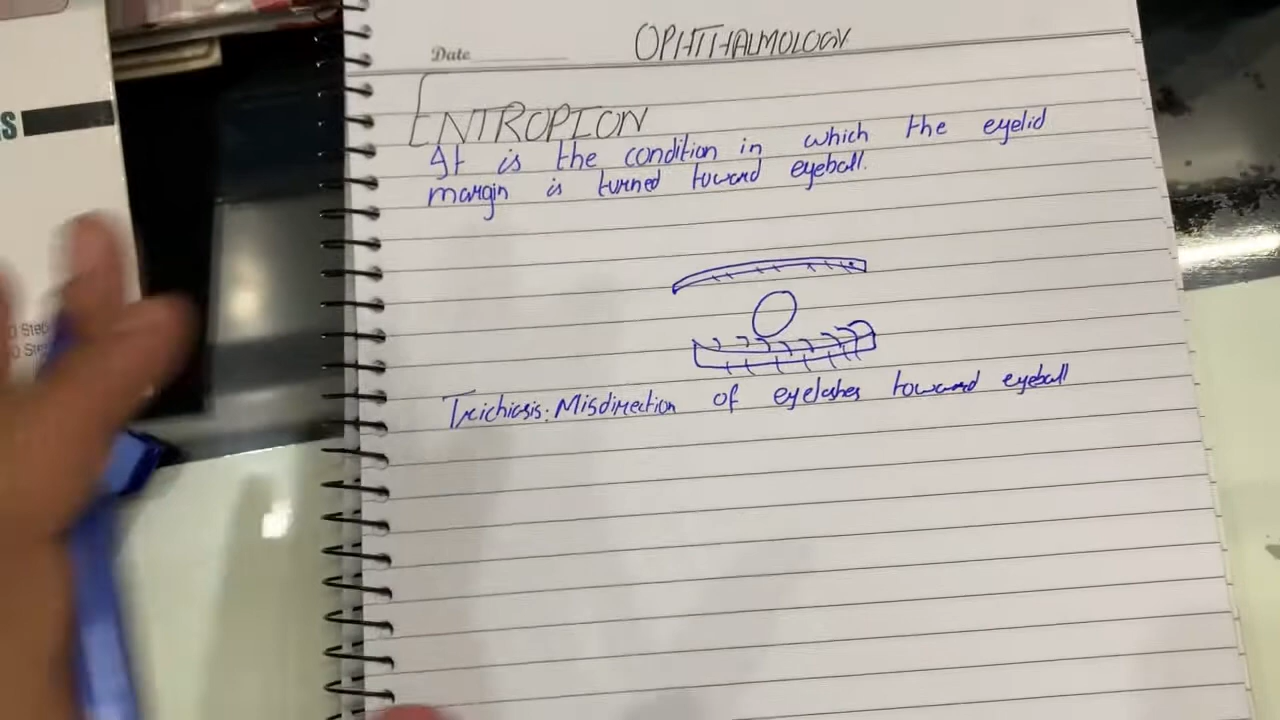 OPHTHALMOLOGY
Date
ENTROPION
It is the condition in which the eyelid
margin is turned toward eyeball.
Trichiasis: Misdirection of eyelashes toward eyeball
S